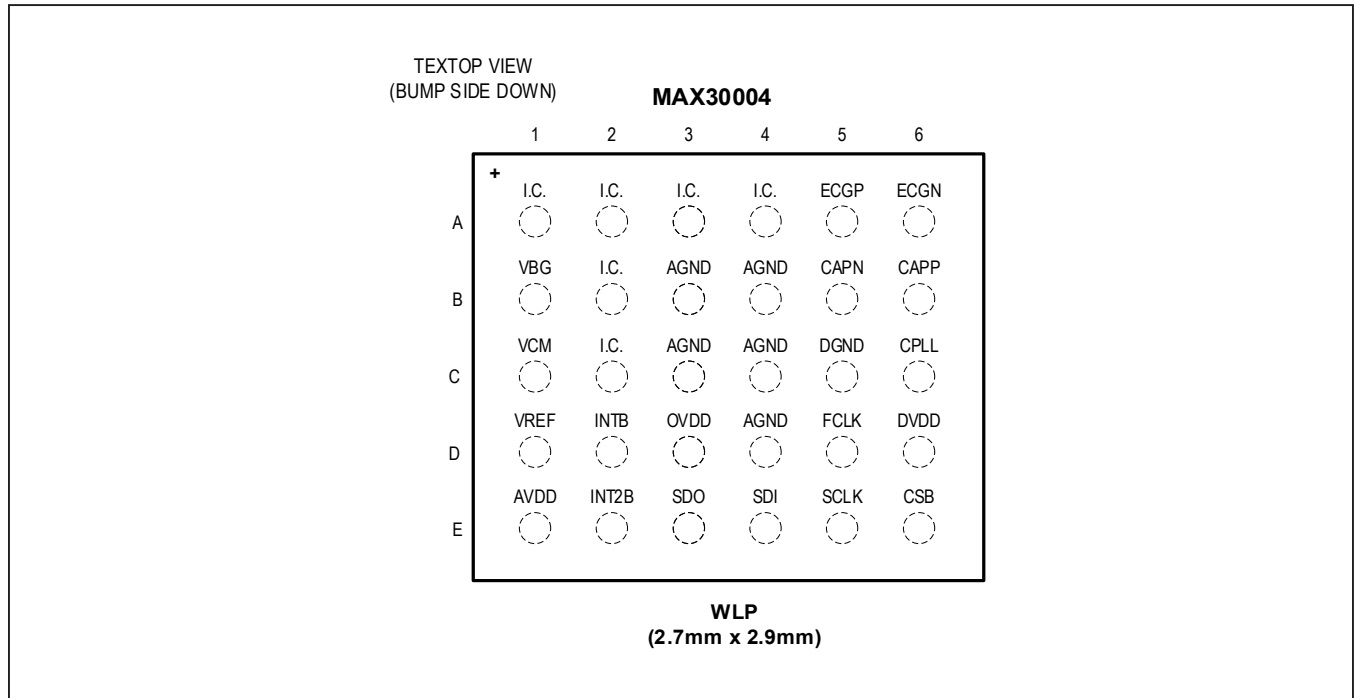 TEXTOP VIEW
(BUMP SIDE DOWN)
MAX30004
1 2 3 4 5 6
+
I.C. I.C. I.C. I.C. ECGP ECGN
A
VBG I.C. AGND AGND CAPN CAPP
B
VCM I.C. AGND AGND DGND CPLL
C
VREF INTB OVDD AGND FCLK DVDD
D
AVDD INT2B SDO SDI SCLK CSB
E
WLP
(2.7mm x 2.9mm)